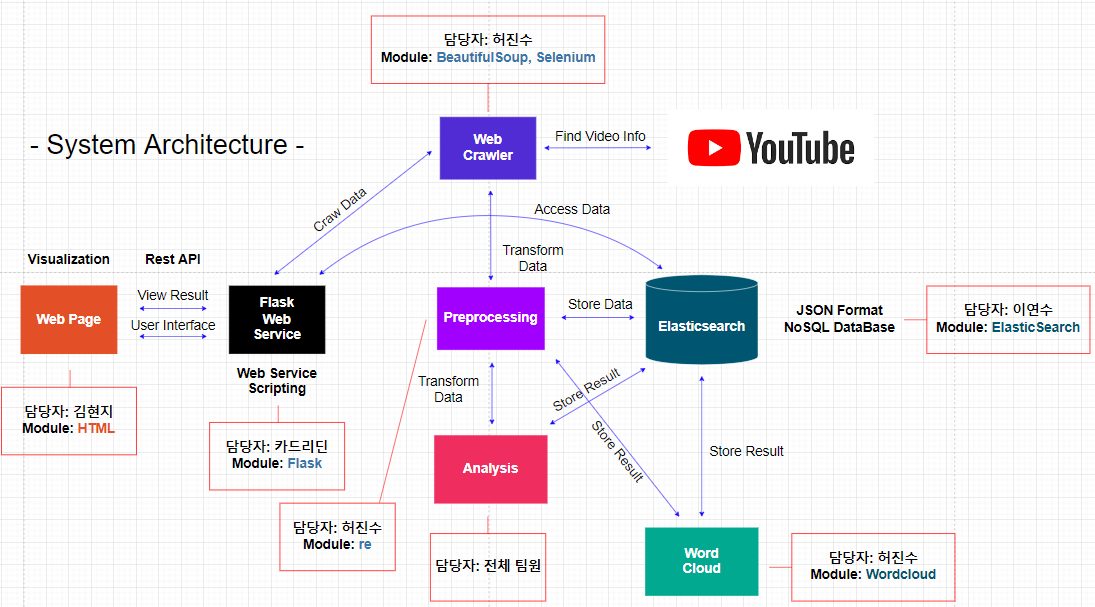 담당자: 허진수
Module: BeautifulSoup, Selenium
- System Architecture -
Web
Crawler
Find Video Info
YouTube
Craw Data
Access Data
Transform
Data
Visualization
Rest API
Web Page
View Result
User Interface
Flask
Web
Service
Web Service
Scripting
Preprocessing
Store Data
Elasticsearch
JSON Format
NoSQL DataBase
담당자: 이연수
Module: ElasticSearch
담당자: 김현지
Module: HTML
담당자: 카드리딘
Module: Flask
Transform
Data
Store Result
Store Result
Store Result
Analysis
담당자: 허진수
Module: re
담당자: 전체 팀원
Word
Cloud
담당자: 허진수
Module: Wordcloud